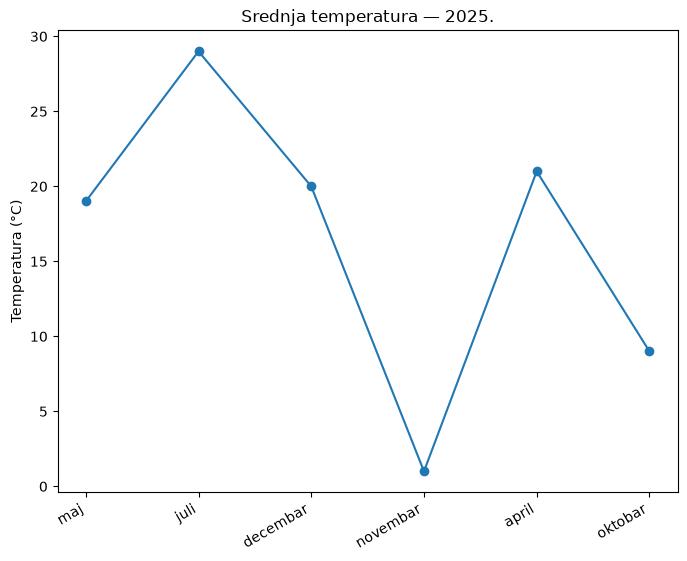 Srednja temperatura — 2025.
Temperatura (°C)
30
25
20
15
10
5
0
maj
juli
decembar
novembar
april
oktobar